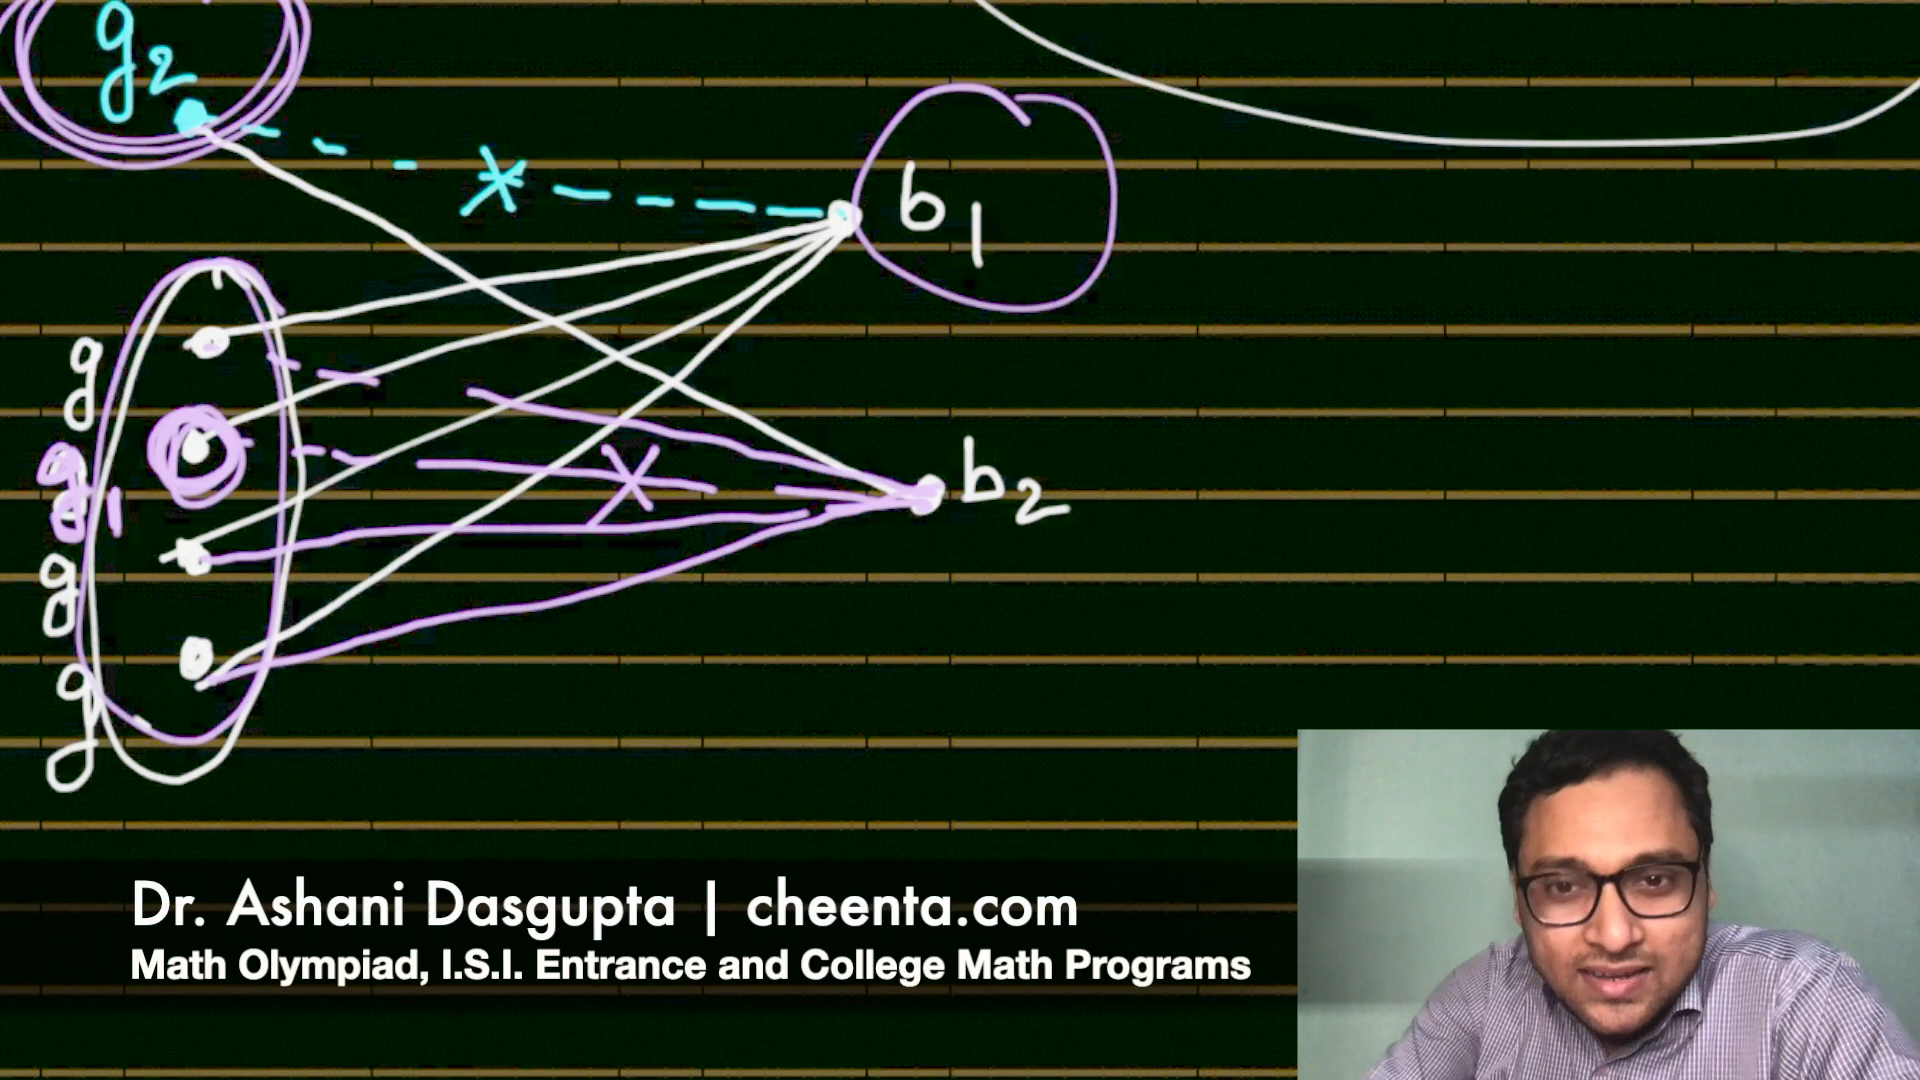 g2
b1
g
g1
b2
g
g
Dr. Ashani Dasgupta | cheenta.com
Math Olympiad, I.S.I. Entrance and College Math Programs